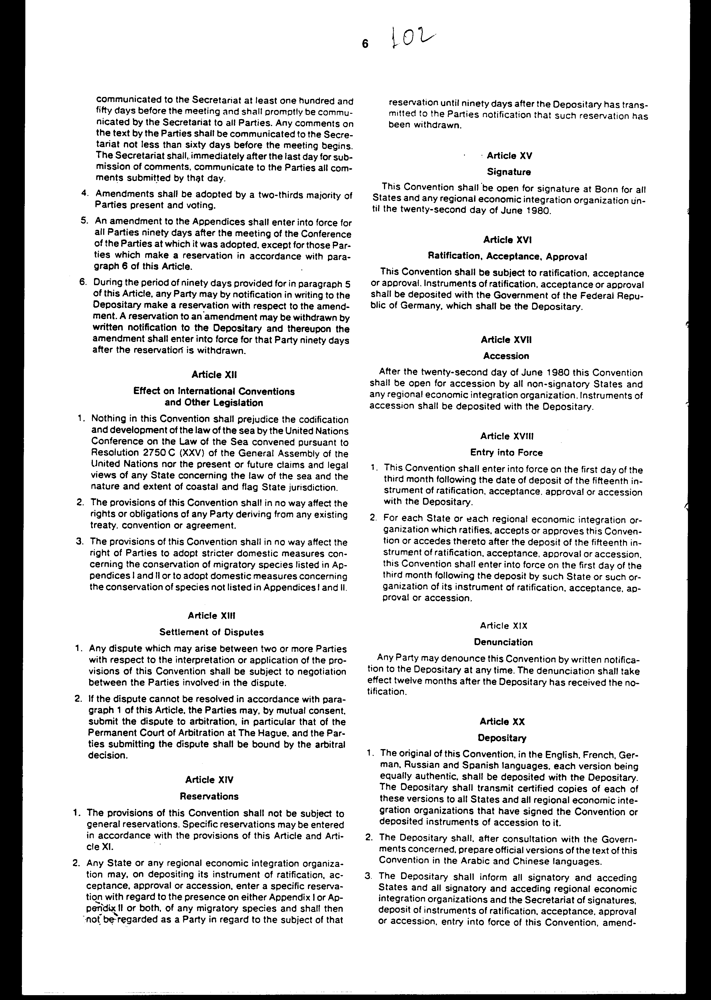 6 102
communicated to the Secretariat at least one hundred and
fifty days before the meeting and shall promptly be commu-
nicated by the Secretariat to all Parties. Any comments on
the text by the Parties shall be communicated to the Secre-
tariat not less than sixty days before the meeting begins.
The Secretariat shall, immediately after the last day for sub-
mission of comments, communicate to the Parties all com-
ments submitted by that day.
4. Amendments shall be adopted by a two-thirds majority of
Parties present and voting.
5. An amendment to the Appendices shall enter into force for
all Parties ninety days after the meeting of the Conference
of the Parties at which it was adopted, except for those Par-
ties which make a reservation in accordance with para-
graph 6 of this Article.
6. During the period of ninety days provided for in paragraph 5
of this Article, any Party may by notification in writing to the
Depositary make a reservation with respect to the amend-
ment. A reservation to an amendment may be withdrawn by
written notification to the Depositary and thereupon the
amendment shall enter into force for that Party ninety days
after the reservation is withdrawn.
Article XII
Effect on International Conventions
and Other Legislation
1. Nothing in this Convention shall prejudice the codification
and development of the law of the sea by the United Nations
Conference on the Law of the Sea convened pursuant to
Resolution 2750 C (XXV) of the General Assembly of the
United Nations nor the present or future claims and legal
views of any State concerning the law of the sea and the
nature and extent of coastal and flag State jurisdiction.
2. The provisions of this Convention shall in no way affect the
rights or obligations of any Party deriving from any existing
treaty, convention or agreement.
3. The provisions of this Convention shall in no way affect the
right of Parties to adopt stricter domestic measures con-
cerning the conservation of migratory species listed in Ap-
pendices I and II or to adopt domestic measures concerning
the conservation of species not listed in Appendices I and II.
Article XIII
Settlement of Disputes
1. Any dispute which may arise between two or more Parties
with respect to the interpretation or application of the pro-
visions of this Convention shall be subject to negotiation
between the Parties involved in the dispute.
2. If the dispute cannot be resolved in accordance with para-
graph 1 of this Article, the Parties may, by mutual consent,
submit the dispute to arbitration, in particular that of the
Permanent Court of Arbitration at The Hague, and the Par-
ties submitting the dispute shall be bound by the arbitral
decision.
Article XIV
Reservations
1. The provisions of this Convention shall not be subject to
general reservations. Specific reservations may be entered
in accordance with the provisions of this Article and Arti-
cle XI.
2. Any State or any regional economic integration organiza-
tion may, on depositing its instrument of ratification, ac-
ceptance, approval or accession, enter a specific reserva-
tion with regard to the presence on either Appendix I or Ap-
pendix II or both, of any migratory species and shall then
not be regarded as a Party in regard to the subject of that
reservation until ninety days after the Depositary has trans-
mitted to the Parties notification that such reservation has
been withdrawn.
Article XV
Signature
This Convention shall be open for signature at Bonn for all
States and any regional economic integration organization un-
til the twenty-second day of June 1980.
Article XVI
Ratification, Acceptance, Approval
This Convention shall be subject to ratification, acceptance
or approval. Instruments of ratification, acceptance or approval
shall be deposited with the Government of the Federal Repu-
blic of Germany, which shall be the Depositary.
Article XVII
Accession
After the twenty-second day of June 1980 this Convention
shall be open for accession by all non-signatory States and
any regional economic integration organization. Instruments of
accession shall be deposited with the Depositary.
Article XVIII
Entry into Force
1. This Convention shall enter into force on the first day of the
third month following the date of deposit of the fifteenth in-
strument of ratification, acceptance, approval or accession
with the Depositary.
2. For each State or each regional economic integration or-
ganization which ratifies, accepts or approves this Conven-
tion or accedes thereto after the deposit of the fifteenth in-
strument of ratification, acceptance, approval or accession,
this Convention shall enter into force on the first day of the
third month following the deposit by such State or such or-
ganization of its instrument of ratification, acceptance, ap-
proval or accession.
Article XIX
Denunciation
Any Party may denounce this Convention by written notifica-
tion to the Depositary at any time. The denunciation shall take
effect twelve months after the Depositary has received the no-
tification.
Article XX
Depositary
1. The original of this Convention, in the English, French, Ger-
man, Russian and Spanish languages, each version being
equally authentic, shall be deposited with the Depositary.
The Depositary shall transmit certified copies of each of
these versions to all States and all regional economic inte-
gration organizations that have signed the Convention or
deposited instruments of accession to it.
2. The Depositary shall, after consultation with the Govern-
ments concerned, prepare official versions of the text of this
Convention in the Arabic and Chinese languages.
3. The Depositary shall inform all signatory and acceding
States and all signatory and acceding regional economic
integration organizations and the Secretariat of signatures,
deposit of instruments of ratification, acceptance, approval
or accession, entry into force of this Convention, amend-